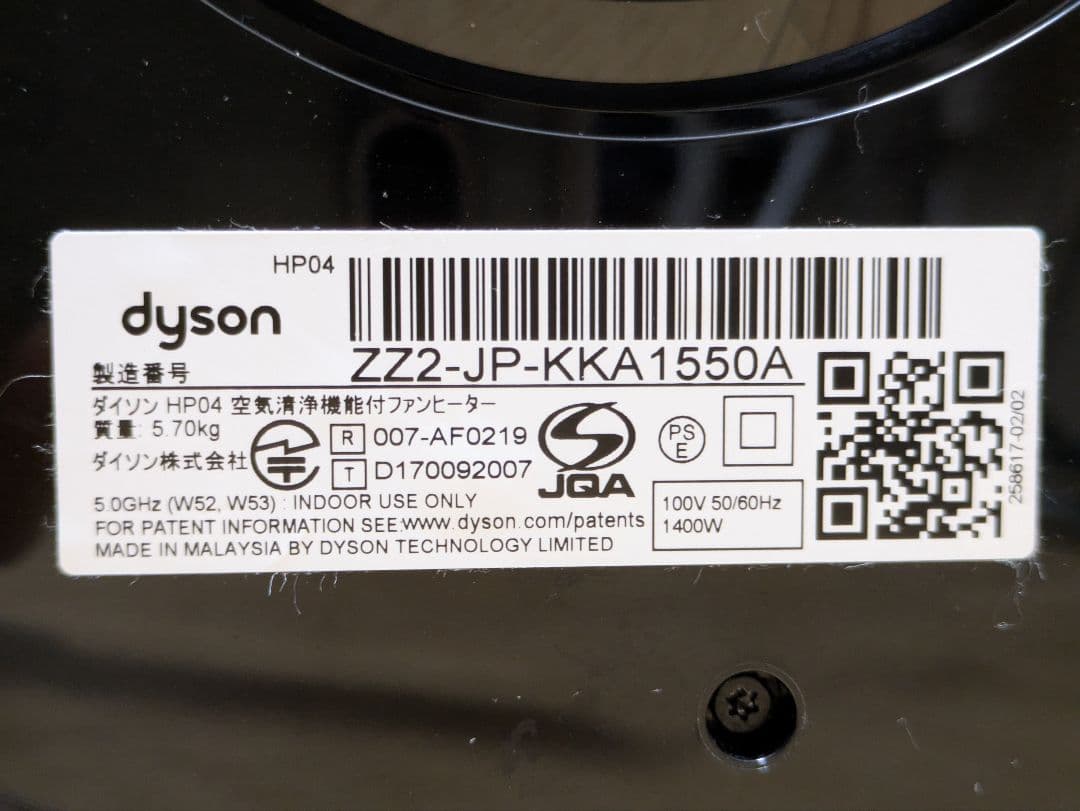 HP04
dyson
製造番号 ZZ2-JP-KKA1550A
ダイソン HP04 空気清浄機能付ファンヒーター
質量: 5.70kg
ダイソン株式会社
R 007-AF0219
T D170092007
JQA
PS
E
5.0GHz (W52, W53) : INDOOR USE ONLY
FOR PATENT INFORMATION SEE:www.dyson.com/patents
MADE IN MALAYSIA BY DYSON TECHNOLOGY LIMITED
100V 50/60Hz
1400W
258617-02/02